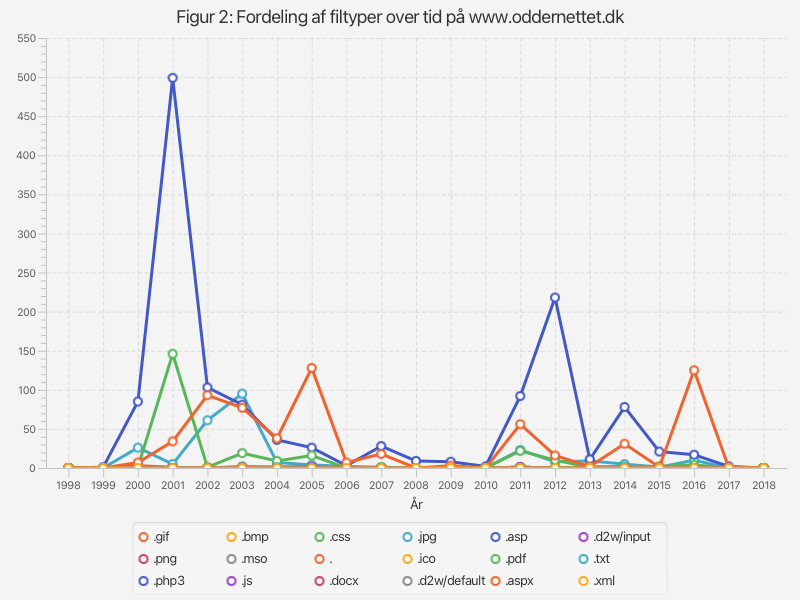 Figur 2: Fordeling af filtyper over tid på www.oddernettet.dk
550
500
450
400
350
300
250
200
150
100
50
0
1998 1999 2000 2001 2002 2003 2004 2005 2006 2007 2008 2009 2010 2011 2012 2013 2014 2015 2016 2017 2018
År
.gif .bmp .css .jpg .asp .d2w/input
.png .mso . .ico .pdf .txt
.php3 .js .docx .d2w/default .aspx .xml